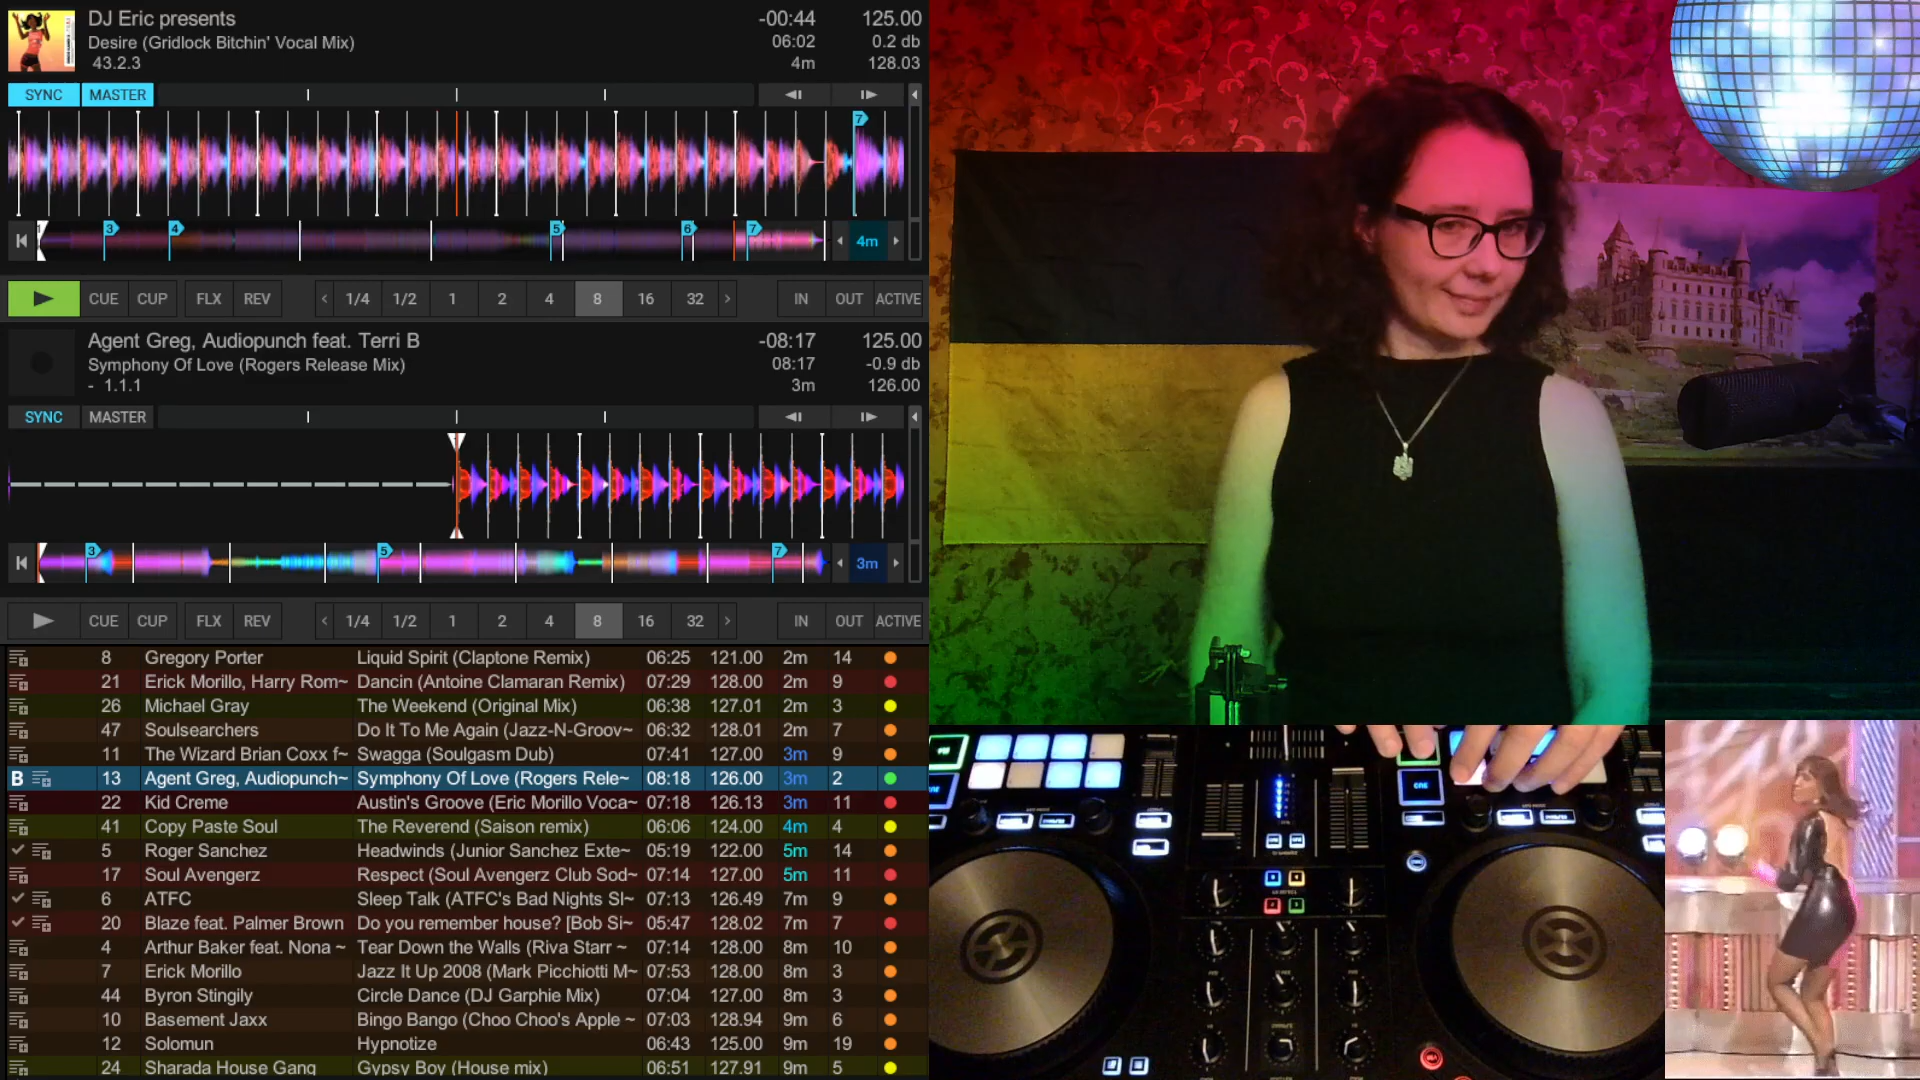 DJ Eric presents -00:44 125.00
Desire (Gridlock Bitchin' Vocal Mix) 06:02 0.2 db
43.2.3 4m 128.03
SYNC MASTER
7
1 3 4 5 6 7 4m
CUE CUP FLX REV 1/4 1/2 1 2 4 8 16 32 IN OUT ACTIVE
Agent Greg, Audiopunch feat. Terri B -08:17 125.00
Symphony Of Love (Rogers Release Mix) 08:17 -0.9 db
- 1.1.1 3m 126.00
SYNC MASTER
3 5 7 3m
CUE CUP FLX REV 1/4 1/2 1 2 4 8 16 32 IN OUT ACTIVE
8 Gregory Porter Liquid Spirit (Claptone Remix) 06:25 121.00 2m 14
21 Erick Morillo, Harry Rom~ Dancin (Antoine Clamaran Remix) 07:29 128.00 2m 9
26 Michael Gray The Weekend (Original Mix) 06:38 127.01 2m 3
47 Soulsearchers Do It To Me Again (Jazz-N-Groov~ 06:32 128.01 2m 7
11 The Wizard Brian Coxx f~ Swagga (Soulgasm Dub) 07:41 127.00 3m 9
B 13 Agent Greg, Audiopunch~ Symphony Of Love (Rogers Rele~ 08:18 126.00 3m 2
22 Kid Creme Austin's Groove (Eric Morillo Voca~ 07:18 126.13 3m 11
41 Copy Paste Soul The Reverend (Saison remix) 06:06 124.00 4m 4
5 Roger Sanchez Headwinds (Junior Sanchez Exte~ 05:19 122.00 5m 14
17 Soul Avengerz Respect (Soul Avengerz Club Sod~ 07:14 127.00 5m 11
6 ATFC Sleep Talk (ATFC's Bad Nights Sl~ 07:13 126.49 7m 9
20 Blaze feat. Palmer Brown Do you remember house? [Bob Si~ 05:47 128.02 7m 7
4 Arthur Baker feat. Nona ~ Tear Down the Walls (Riva Starr ~ 07:14 128.00 8m 10
7 Erick Morillo Jazz It Up 2008 (Mark Picchiotti M~ 07:53 128.00 8m 3
44 Byron Stingily Circle Dance (DJ Garphie Mix) 07:04 127.00 8m 3
10 Basement Jaxx Bingo Bango (Choo Choo's Apple ~ 07:03 128.94 9m 6
12 Solomun Hypnotize 06:43 125.00 9m 19
24 Sharada House Gang Gypsy Boy (House mix) 06:51 127.91 9m 5
CUE